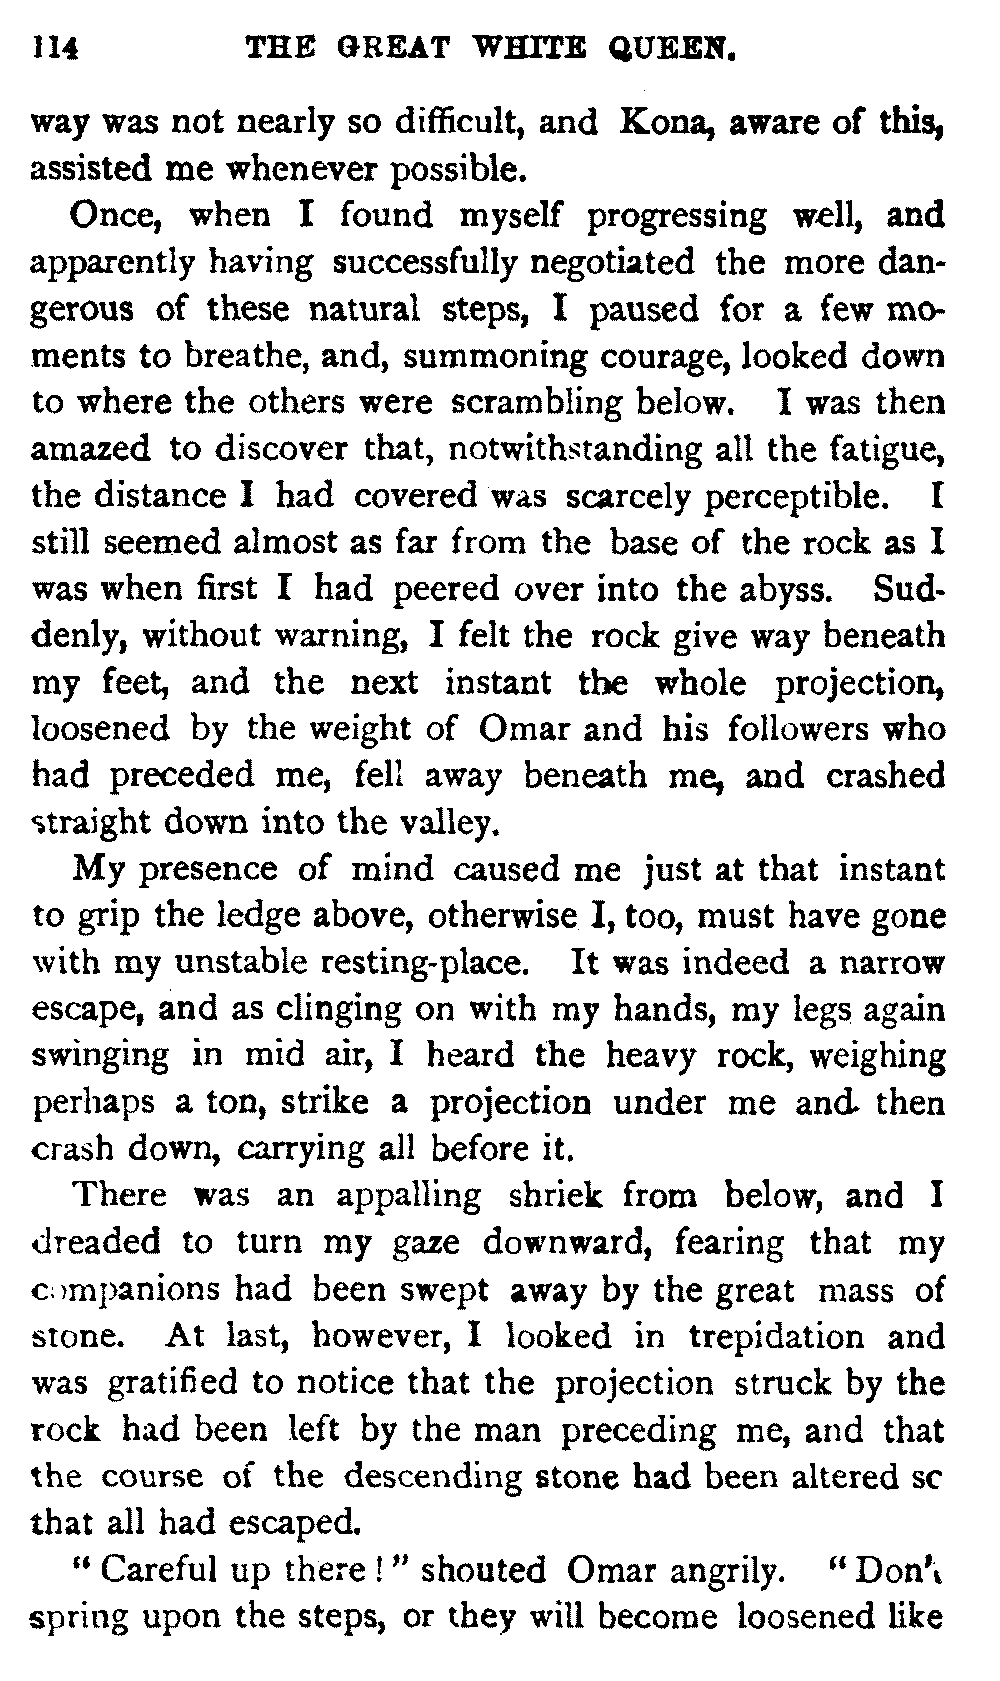 114 THE GREAT WHITE QUEEN.
way was not nearly so difficult, and Kona, aware of this,
assisted me whenever possible.
Once, when I found myself progressing well, and
apparently having successfully negotiated the more dan-
gerous of these natural steps, I paused for a few mo-
ments to breathe, and, summoning courage, looked down
to where the others were scrambling below. I was then
amazed to discover that, notwithstanding all the fatigue,
the distance I had covered was scarcely perceptible. I
still seemed almost as far from the base of the rock as I
was when first I had peered over into the abyss. Sud-
denly, without warning, I felt the rock give way beneath
my feet, and the next instant the whole projection,
loosened by the weight of Omar and his followers who
had preceded me, fell away beneath me, and crashed
straight down into the valley.
My presence of mind caused me just at that instant
to grip the ledge above, otherwise I, too, must have gone
with my unstable resting-place. It was indeed a narrow
escape, and as clinging on with my hands, my legs again
swinging in mid air, I heard the heavy rock, weighing
perhaps a ton, strike a projection under me and then
crash down, carrying all before it.
There was an appalling shriek from below, and I
dreaded to turn my gaze downward, fearing that my
companions had been swept away by the great mass of
stone. At last, however, I looked in trepidation and
was gratified to notice that the projection struck by the
rock had been left by the man preceding me, and that
the course of the descending stone had been altered so
that all had escaped.
"Careful up there!" shouted Omar angrily. "Don't
spring upon the steps, or they will become loosened like